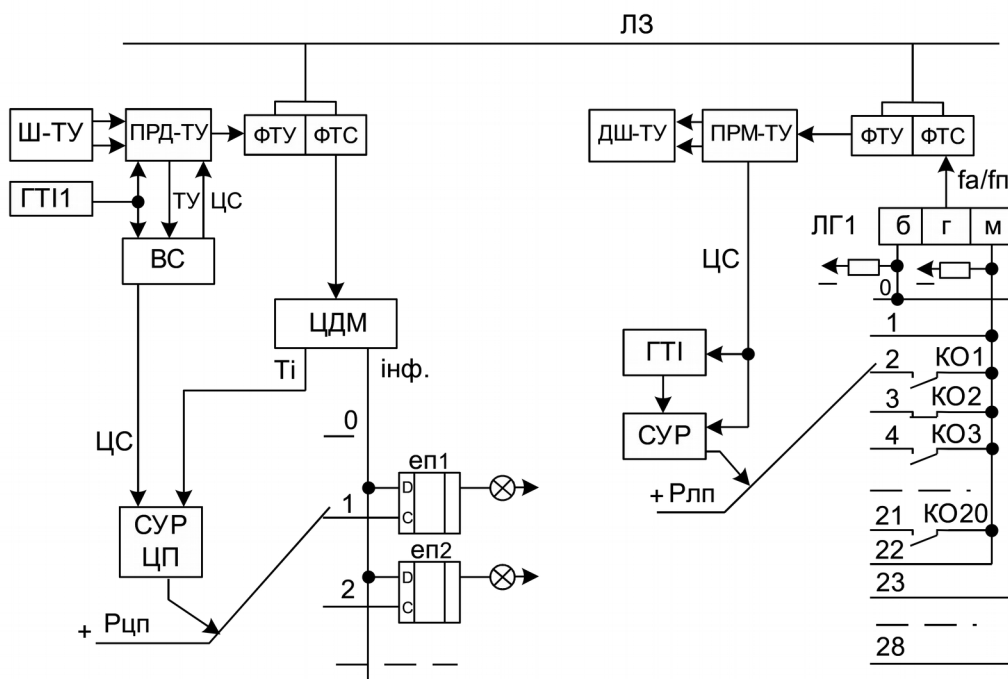 ЛЗ
Ш-ТУ
ПРД-ТУ
ФТУ
ФТС
ДШ-ТУ
ПРМ-ТУ
ФТУ
ФТС
ГТІ1
ТУ
ЦС
fa/fп
ЛГ1
б
г
м
ВС
ЦС
0
ЦДМ
1
Ті
інф.
ГТІ
2
КО1
3
КО2
0
СУР
4
КО3
ЦС
еп1
+ Рлп
D
1
C
21
КО20
СУР
ЦП
еп2
22
D
2
C
23
+ Рцп
28